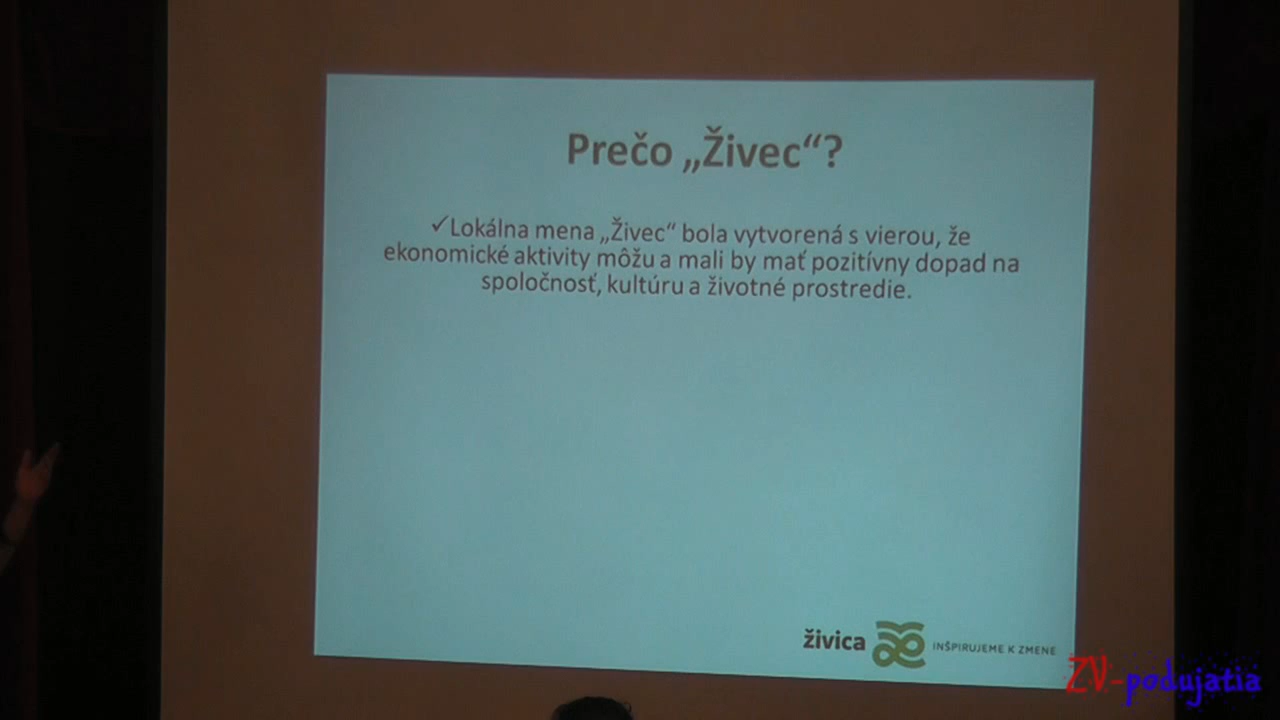 Prečo „Živec“?
✓Lokálna mena „Živec“ bola vytvorená s vierou, že
ekonomické aktivity môžu a mali by mať pozitívny dopad na
spoločnosť, kultúru a životné prostredie.
živica
INŠPIRUJEME K ZMENE
ZV-podujatia